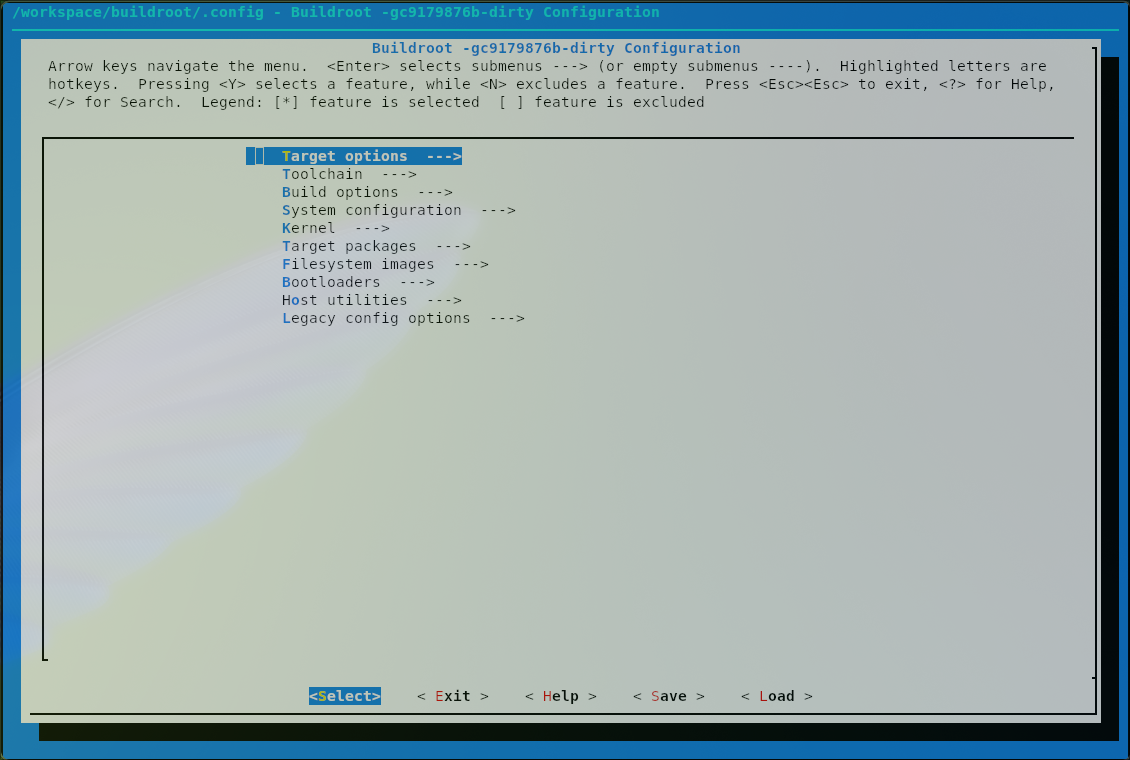 /workspace/buildroot/.config - Buildroot -gc9179876b-dirty Configuration
Buildroot -gc9179876b-dirty Configuration
Arrow keys navigate the menu.  <Enter> selects submenus ---> (or empty submenus ----).  Highlighted letters are
hotkeys.  Pressing <Y> selects a feature, while <N> excludes a feature.  Press <Esc><Esc> to exit, <?> for Help,
</> for Search.  Legend: [*] feature is selected  [ ] feature is excluded
Target options  --->
Toolchain  --->
Build options  --->
System configuration  --->
Kernel  --->
Target packages  --->
Filesystem images  --->
Bootloaders  --->
Host utilities  --->
Legacy config options  --->
<Select>    < Exit >    < Help >    < Save >    < Load >